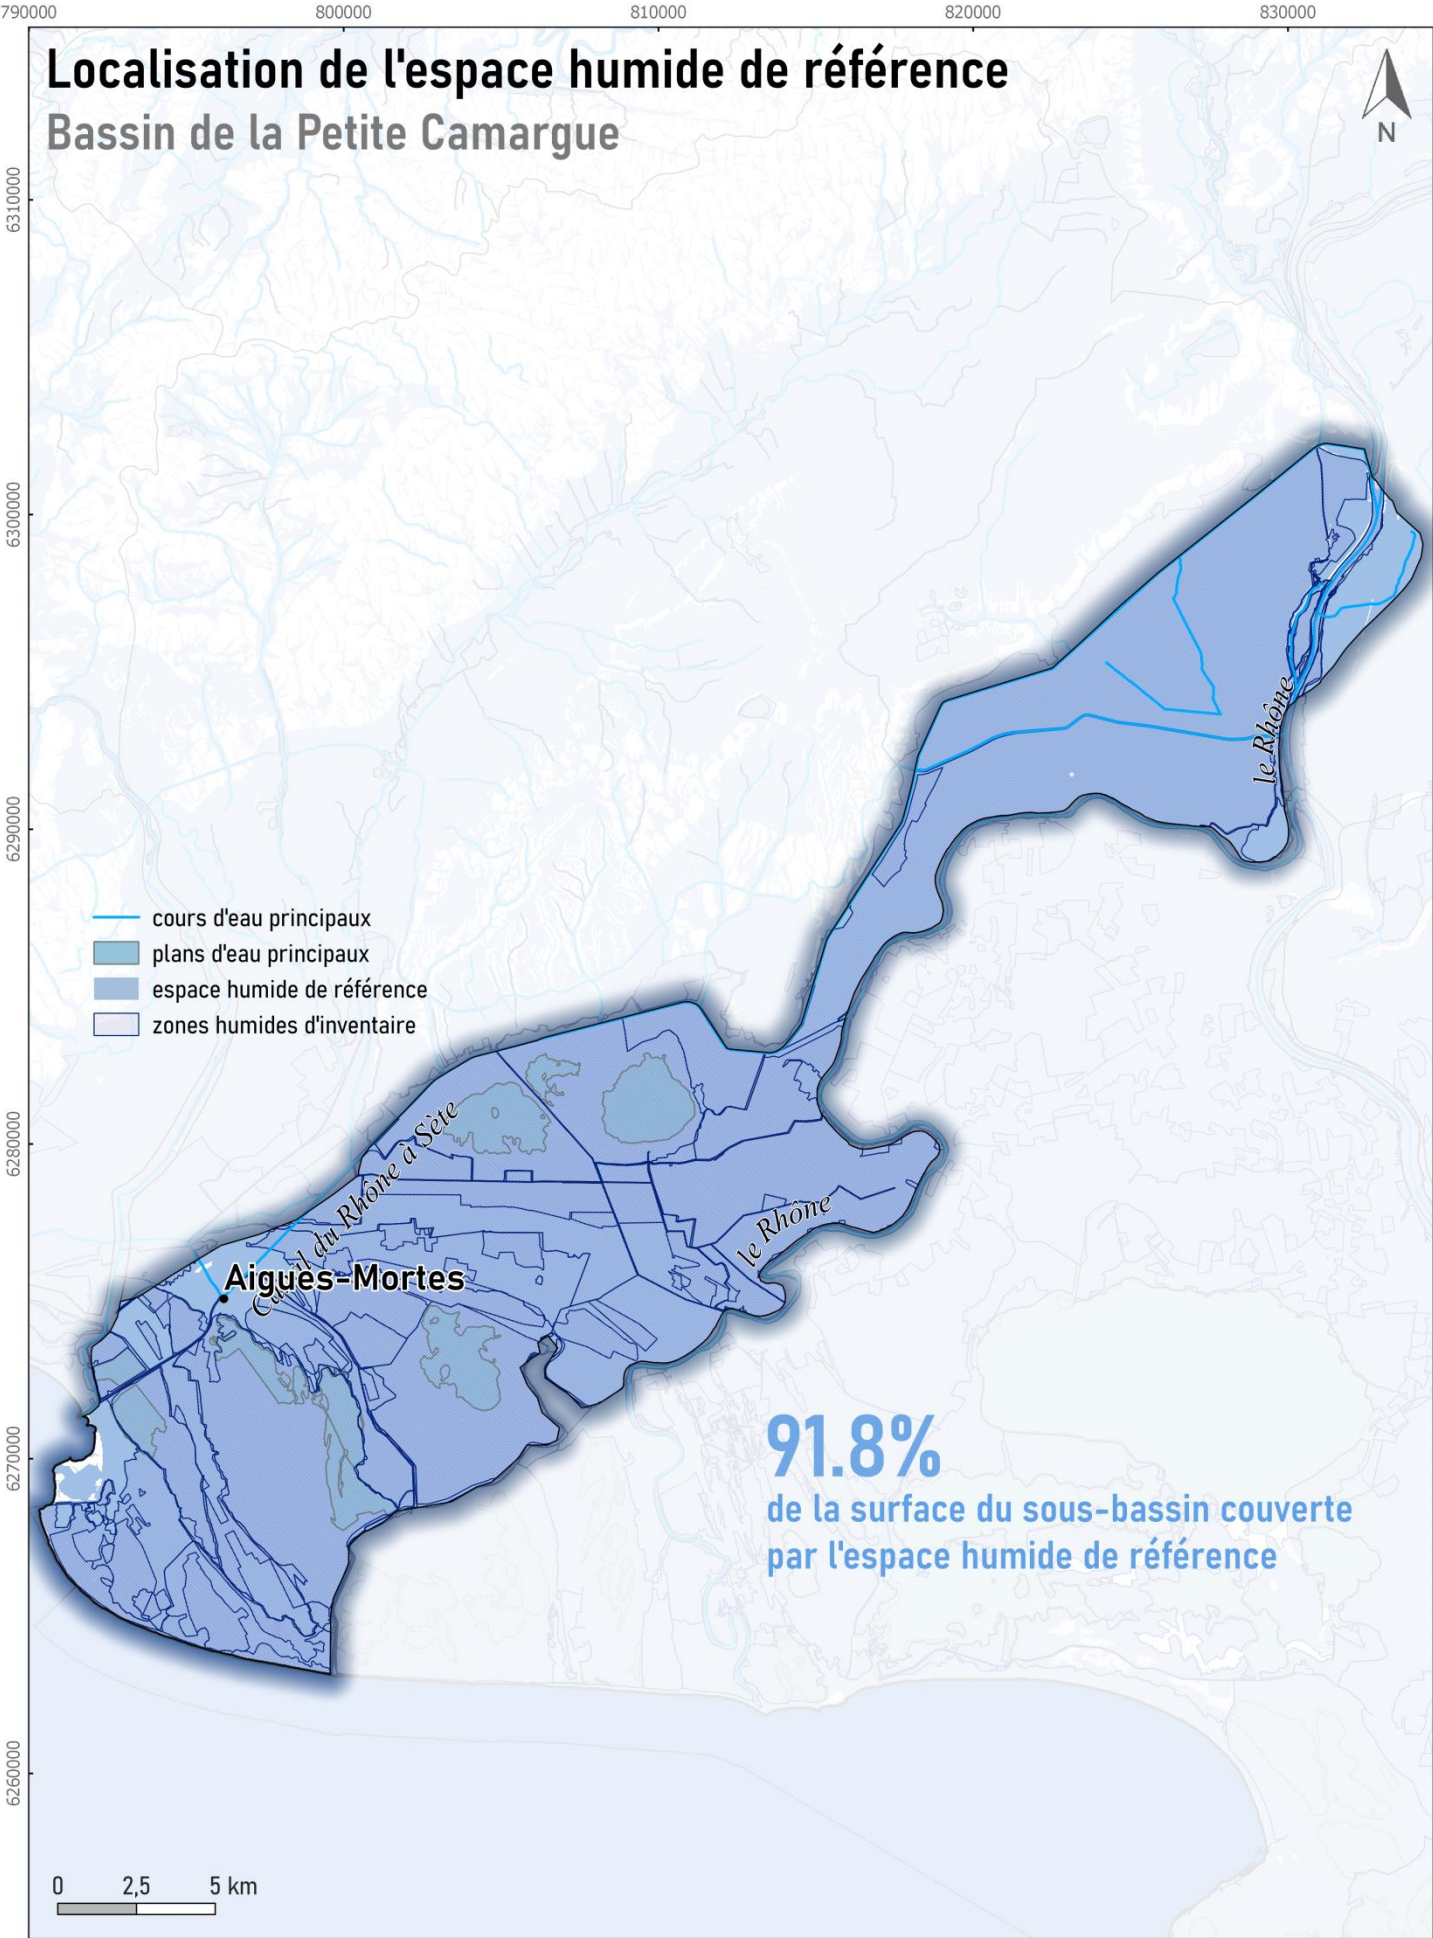 790000 800000 810000 820000 830000
Localisation de l'espace humide de référence
Bassin de la Petite Camargue
N
6310000
6300000
6290000
6280000
6270000
6260000
le Rhône
cours d'eau principaux
plans d'eau principaux
espace humide de référence
zones humides d'inventaire
Canal du Rhône à Sète
le Rhône
Aigues-Mortes
91.8%
de la surface du sous-bassin couverte
par l'espace humide de référence
0 2,5 5 km